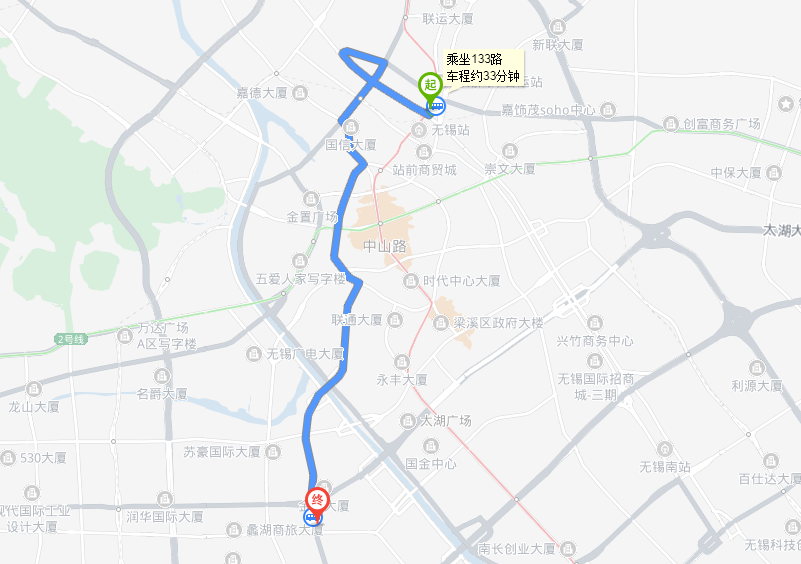 联运大厦
新联大厦
乘坐133路
车程约33分钟
起
嘉德大厦
嘉饰茂soho中心
创富商务广场
无锡站
国信大厦
站前商贸城
崇文大厦
中保大厦
金置广场
太湖大
中山路
五爱人家写字楼
时代中心大厦
联通大厦
梁溪区政府大楼
2号线
万达广场
A区写字楼
兴竹商务中心
无锡广电大厦
名爵大厦
永丰大厦
无锡国际招商
城-三期
利源大厦
龙山大厦
太湖广场
苏豪国际大厦
国金中心
530大厦
无锡南站
百仕达大厦
终
现代国际工业
设计大厦
润华国际大厦
蠡湖商旅大厦
南长创业大厦
无锡科技创